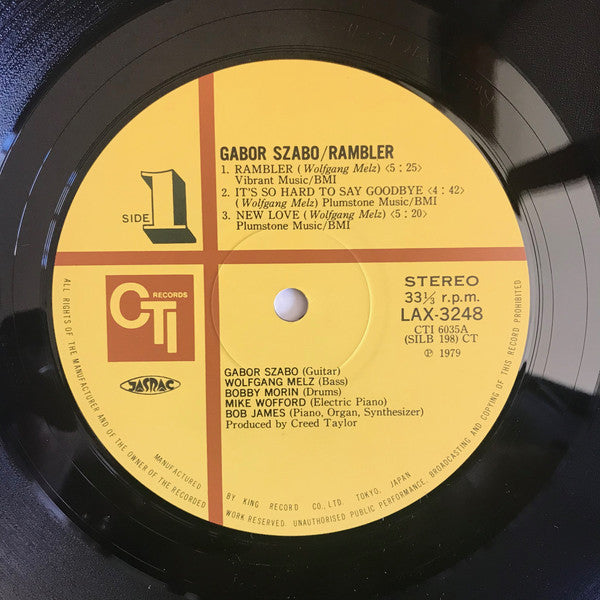 GABOR SZABO/RAMBLER
1. RAMBLER (Wolfgang Melz) <5:25>
Vibrant Music/BMI
2. IT'S SO HARD TO SAY GOODBYE <4:42>
(Wolfgang Melz) Plumstone Music/BMI
3. NEW LOVE (Wolfgang Melz) <5:20>
Plumstone Music/BMI
SIDE 1
CTI RECORDS
JASRAC
STEREO
33⅓ r.p.m.
LAX-3248
CTI 6035A
(SILB 198) CT
℗ 1979
GABOR SZABO (Guitar)
WOLFGANG MELZ (Bass)
BOBBY MORIN (Drums)
MIKE WOFFORD (Electric Piano)
BOB JAMES (Piano, Organ, Synthesizer)
Produced by Creed Taylor
MANUFACTURED BY KING RECORD CO., LTD. TOKYO, JAPAN
ALL RIGHTS OF THE MANUFACTURER AND OF THE OWNER OF THE RECORDED WORK RESERVED. UNAUTHORISED PUBLIC PERFORMANCE, BROADCASTING AND COPYING OF THIS RECORD PROHIBITED